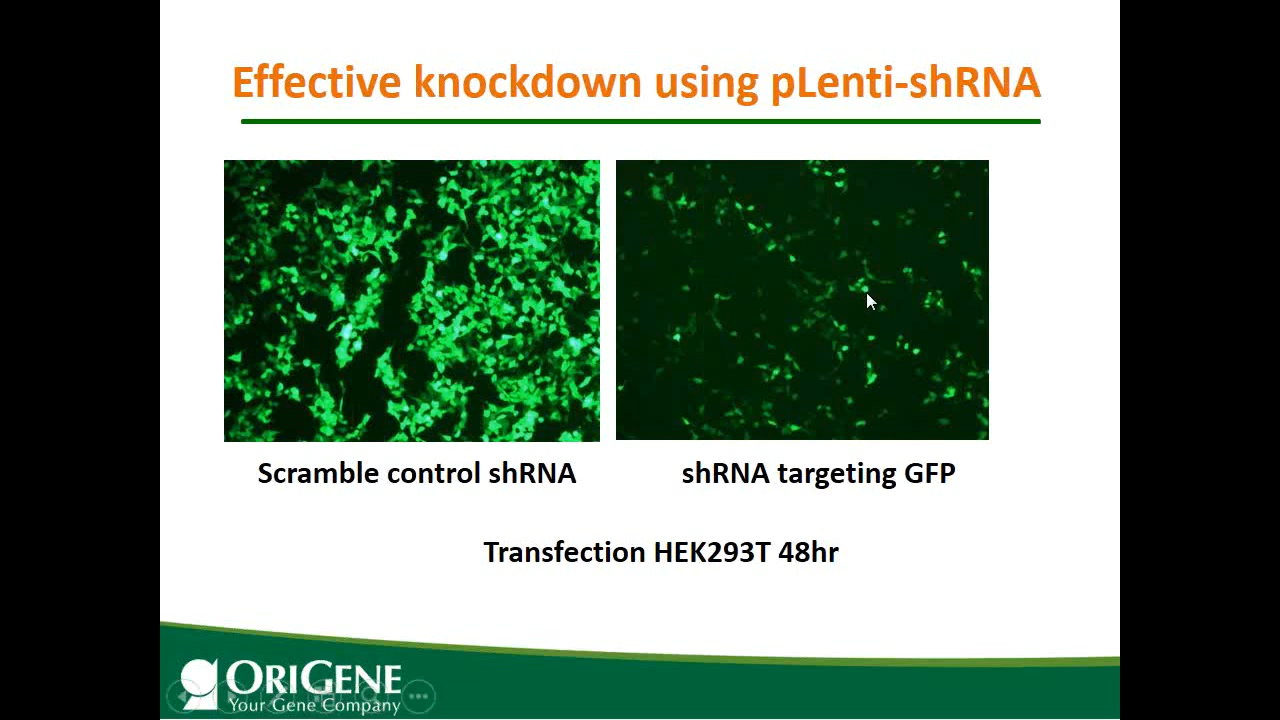 Effective knockdown using pLenti-shRNA
Scramble control shRNA
shRNA targeting GFP
Transfection HEK293T 48hr
ORIGENE
Your Gene Company